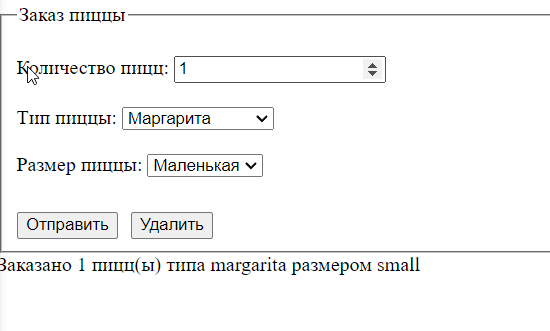 Заказ пиццы
Количество пицц: 1
Тип пиццы: Маргарита
Размер пиццы: Маленькая
Отправить Удалить
Заказано 1 пицц(ы) типа margarita размером small